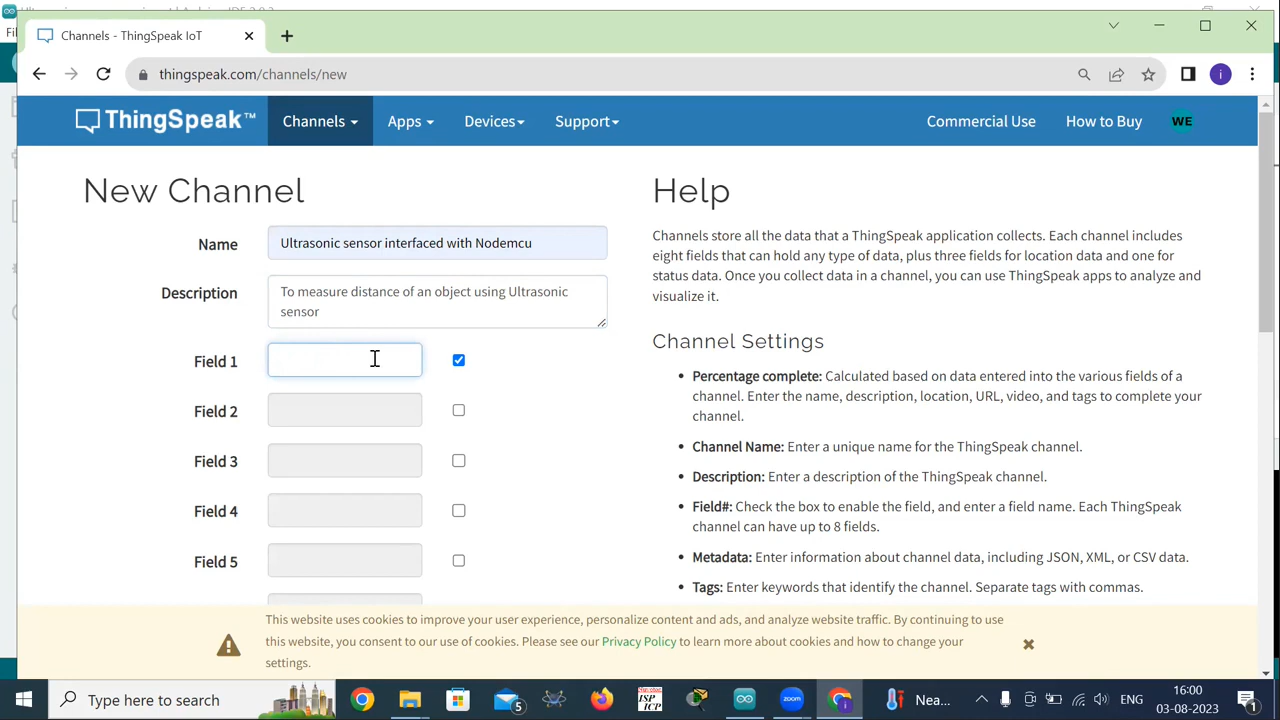 Channels - ThingSpeak IoT
thingspeak.com/channels/new
ThingSpeak™
Channels
Apps
Devices
Support
Commercial Use
How to Buy
WE
New Channel
Name
Ultrasonic sensor interfaced with Nodemcu
Description
To measure distance of an object using Ultrasonic
sensor
Field 1
Field 2
Field 3
Field 4
Field 5
Help
Channels store all the data that a ThingSpeak application collects. Each channel includes
eight fields that can hold any type of data, plus three fields for location data and one for
status data. Once you collect data in a channel, you can use ThingSpeak apps to analyze and
visualize it.
Channel Settings
• Percentage complete: Calculated based on data entered into the various fields of a
channel. Enter the name, description, location, URL, video, and tags to complete your
channel.
• Channel Name: Enter a unique name for the ThingSpeak channel.
• Description: Enter a description of the ThingSpeak channel.
• Field#: Check the box to enable the field, and enter a field name. Each ThingSpeak
channel can have up to 8 fields.
• Metadata: Enter information about channel data, including JSON, XML, or CSV data.
• Tags: Enter keywords that identify the channel. Separate tags with commas.
This website uses cookies to improve your user experience, personalize content and ads, and analyze website traffic. By continuing to use
this website, you consent to our use of cookies. Please see our Privacy Policy to learn more about cookies and how to change your
settings.
Type here to search
5
ISP
ICP
zoom
i
Nea...
ENG
16:00
03-08-2023
1